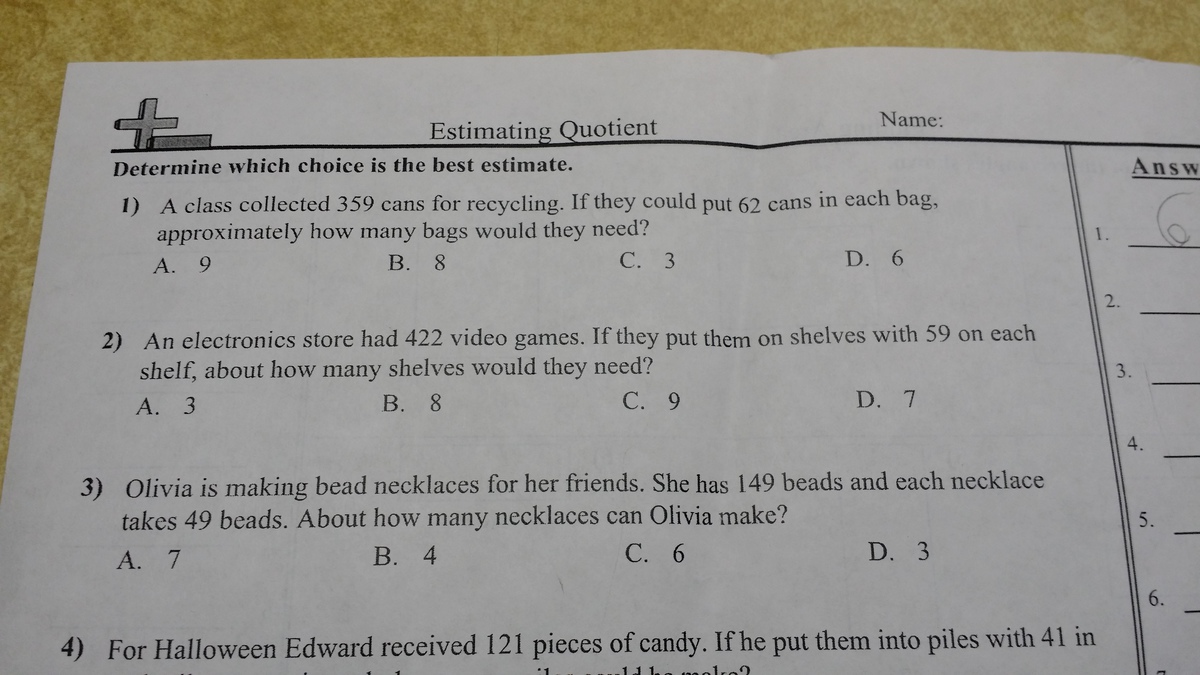 Estimating Quotient
Name:
Determine which choice is the best estimate.
Answ
1) A class collected 359 cans for recycling. If they could put 62 cans in each bag,
approximately how many bags would they need?
A. 9 B. 8 C. 3 D. 6
2) An electronics store had 422 video games. If they put them on shelves with 59 on each
shelf, about how many shelves would they need?
A. 3 B. 8 C. 9 D. 7
3) Olivia is making bead necklaces for her friends. She has 149 beads and each necklace
takes 49 beads. About how many necklaces can Olivia make?
A. 7 B. 4 C. 6 D. 3
4) For Halloween Edward received 121 pieces of candy. If he put them into piles with 41 in
1.
2.
3.
4.
5.
6.